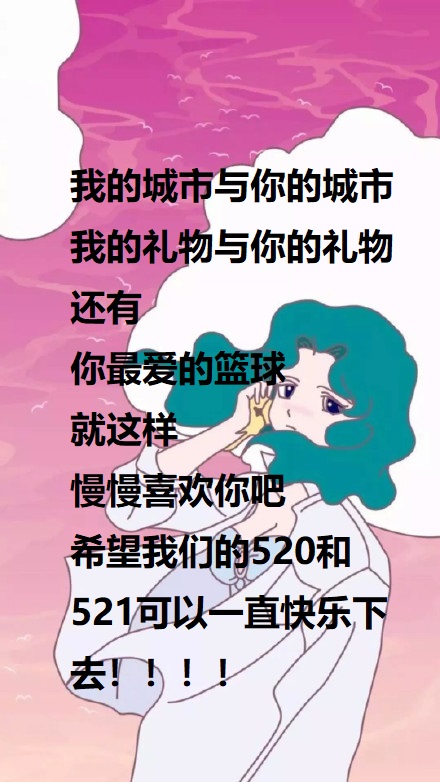 我的城市与你的城市
我的礼物与你的礼物
还有
你最爱的篮球
就这样
慢慢喜欢你吧
希望我们的520和
521可以一直快乐下
去！！！！